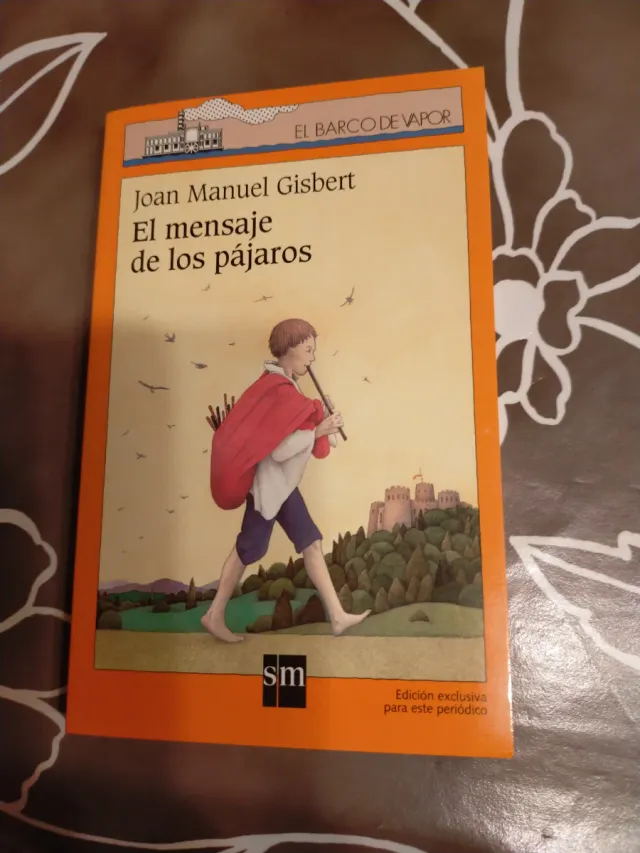 EL BARCO DE VAPOR
Joan Manuel Gisbert
El mensaje
de los pájaros
sm
Edición exclusiva
para este periódico